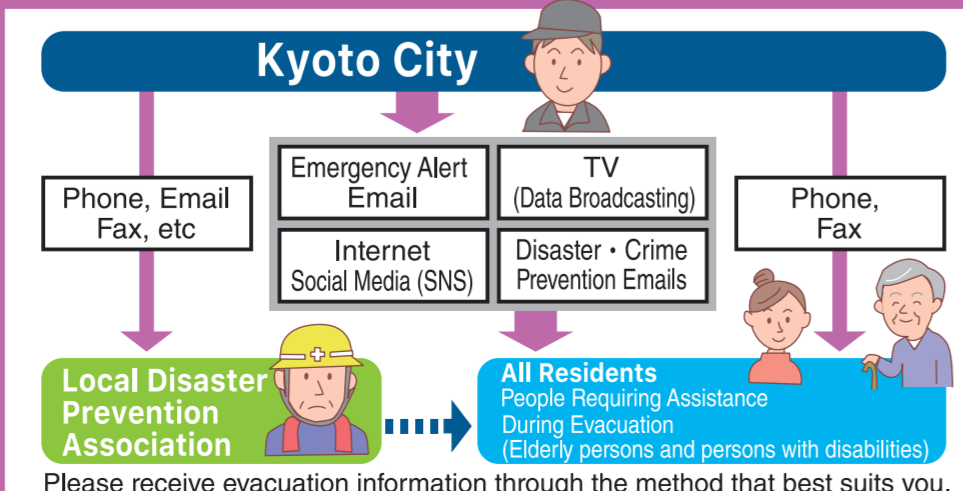 Kyoto City
Phone, Email
Fax, etc
Emergency Alert
Email
TV
(Data Broadcasting)
Internet
Social Media (SNS)
Disaster・Crime
Prevention Emails
Phone,
Fax
Local Disaster
Prevention
Association
All Residents
People Requiring Assistance
During Evacuation
(Elderly persons and persons with disabilities)
Please receive evacuation information through the method that best suits you.